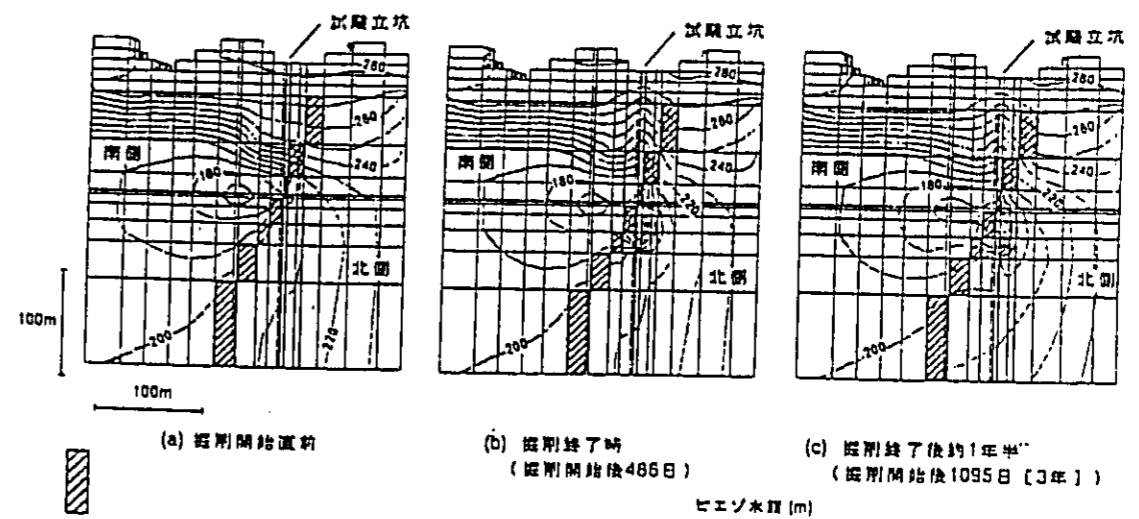 試験立坑
試験立坑
試験立坑
280
260
240
南側
180
北側
200
220
280
260
240
南側
180
220
北側
200
280
260
240
南側
180
220
北側
200
100m
100m
(a) 掘削開始直前
(b) 掘削終了時
(掘削開始後486日)
(c) 掘削終了後約1年半
(掘削開始後1095日 [3年])
ピエゾ水頭 (m)